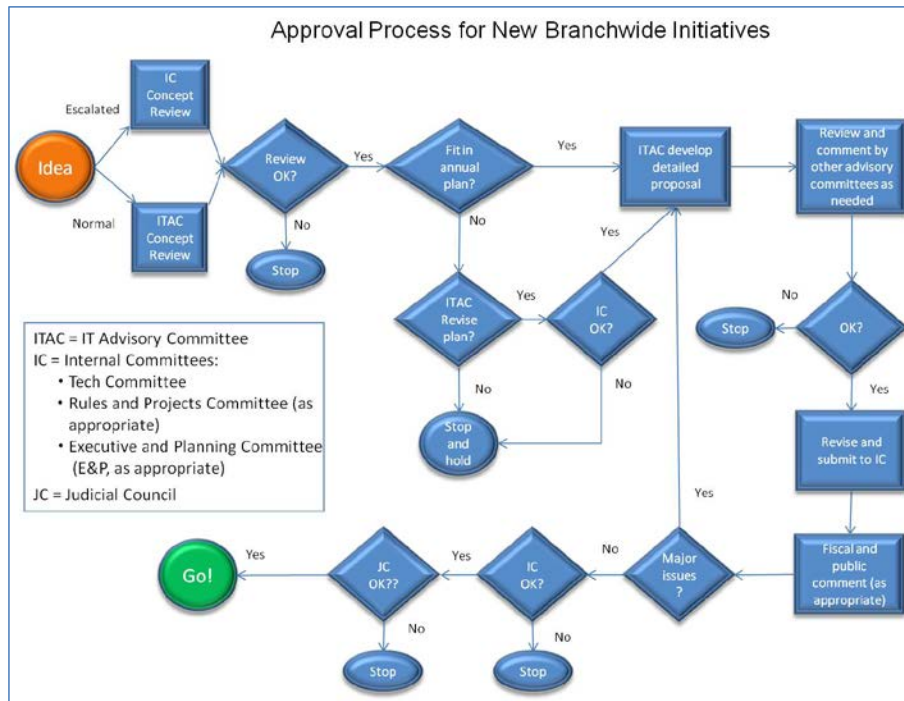 Approval Process for New Branchwide Initiatives
IC
Concept
Review
Escalated
Idea
Normal
ITAC
Concept
Review
Review
OK?
Yes
No
Stop
Fit in
annual
plan?
Yes
No
ITAC develop
detailed
proposal
Review and
comment by
other advisory
committees as
needed
ITAC
Revise
plan?
Yes
No
IC
OK?
Yes
No
Stop
and
hold
OK?
No
Stop
Yes
Revise and
submit to IC
Fiscal and
public
comment (as
appropriate)
Major
issues
?
Yes
No
IC
OK?
Yes
No
Stop
JC
OK??
Yes
No
Stop
Go!
ITAC = IT Advisory Committee
IC = Internal Committees:
• Tech Committee
• Rules and Projects Committee (as
appropriate)
• Executive and Planning Committee
(E&P, as appropriate)
JC = Judicial Council